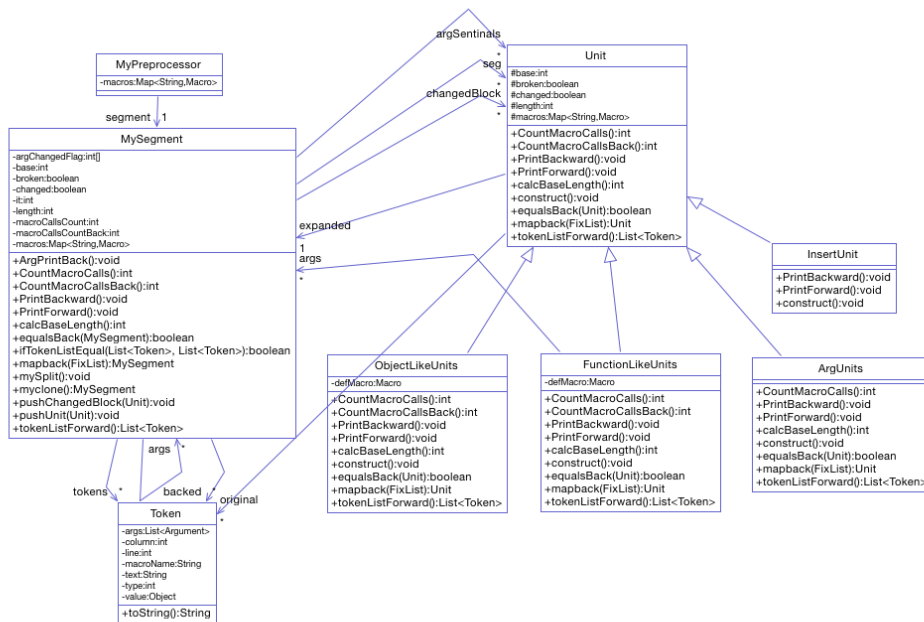 MyPreprocessor
-macros:Map<String,Macro>
segment
1
MySegment
-argChangedFlag:int[]
-base:int
-broken:boolean
-changed:boolean
-it:int
-length:int
-macroCallsCount:int
-macroCallsCountBack:int
-macros:Map<String,Macro>
+ArgPrintBack():void
+CountMacroCalls():int
+CountMacroCallsBack():int
+PrintBackward():void
+PrintForward():void
+calcBaseLength():int
+equalsBack(MySegment):boolean
+ifTokenListEqual(List<Token>, List<Token>):boolean
+mapback(FixList):MySegment
+mySplit():void
+myclone():MySegment
+pushChangedBlock(Unit):void
+pushUnit(Unit):void
+tokenListForward():List<Token>
argSentinals
*
seg
*
changedBlock
*
Unit
#base:int
#broken:boolean
#changed:boolean
#length:int
#macros:Map<String,Macro>
+CountMacroCalls():int
+CountMacroCallsBack():int
+PrintBackward():void
+PrintForward():void
+calcBaseLength():int
+construct():void
+equalsBack(Unit):boolean
+mapback(FixList):Unit
+tokenListForward():List<Token>
expanded
1
args
*
InsertUnit
+PrintBackward():void
+PrintForward():void
+construct():void
ObjectLikeUnits
-defMacro:Macro
+CountMacroCalls():int
+CountMacroCallsBack():int
+PrintBackward():void
+PrintForward():void
+calcBaseLength():int
+construct():void
+equalsBack(Unit):boolean
+mapback(FixList):Unit
+tokenListForward():List<Token>
FunctionLikeUnits
-defMacro:Macro
+CountMacroCalls():int
+CountMacroCallsBack():int
+PrintBackward():void
+PrintForward():void
+calcBaseLength():int
+construct():void
+equalsBack(Unit):boolean
+mapback(FixList):Unit
+tokenListForward():List<Token>
ArgUnits
+CountMacroCalls():int
+PrintBackward():void
+PrintForward():void
+calcBaseLength():int
+construct():void
+equalsBack(Unit):boolean
+mapback(FixList):Unit
+tokenListForward():List<Token>
args
*
tokens
*
backed
*
original
*
Token
-args:List<Argument>
-column:int
-line:int
-macroName:String
-text:String
-type:int
-value:Object
+toString():String